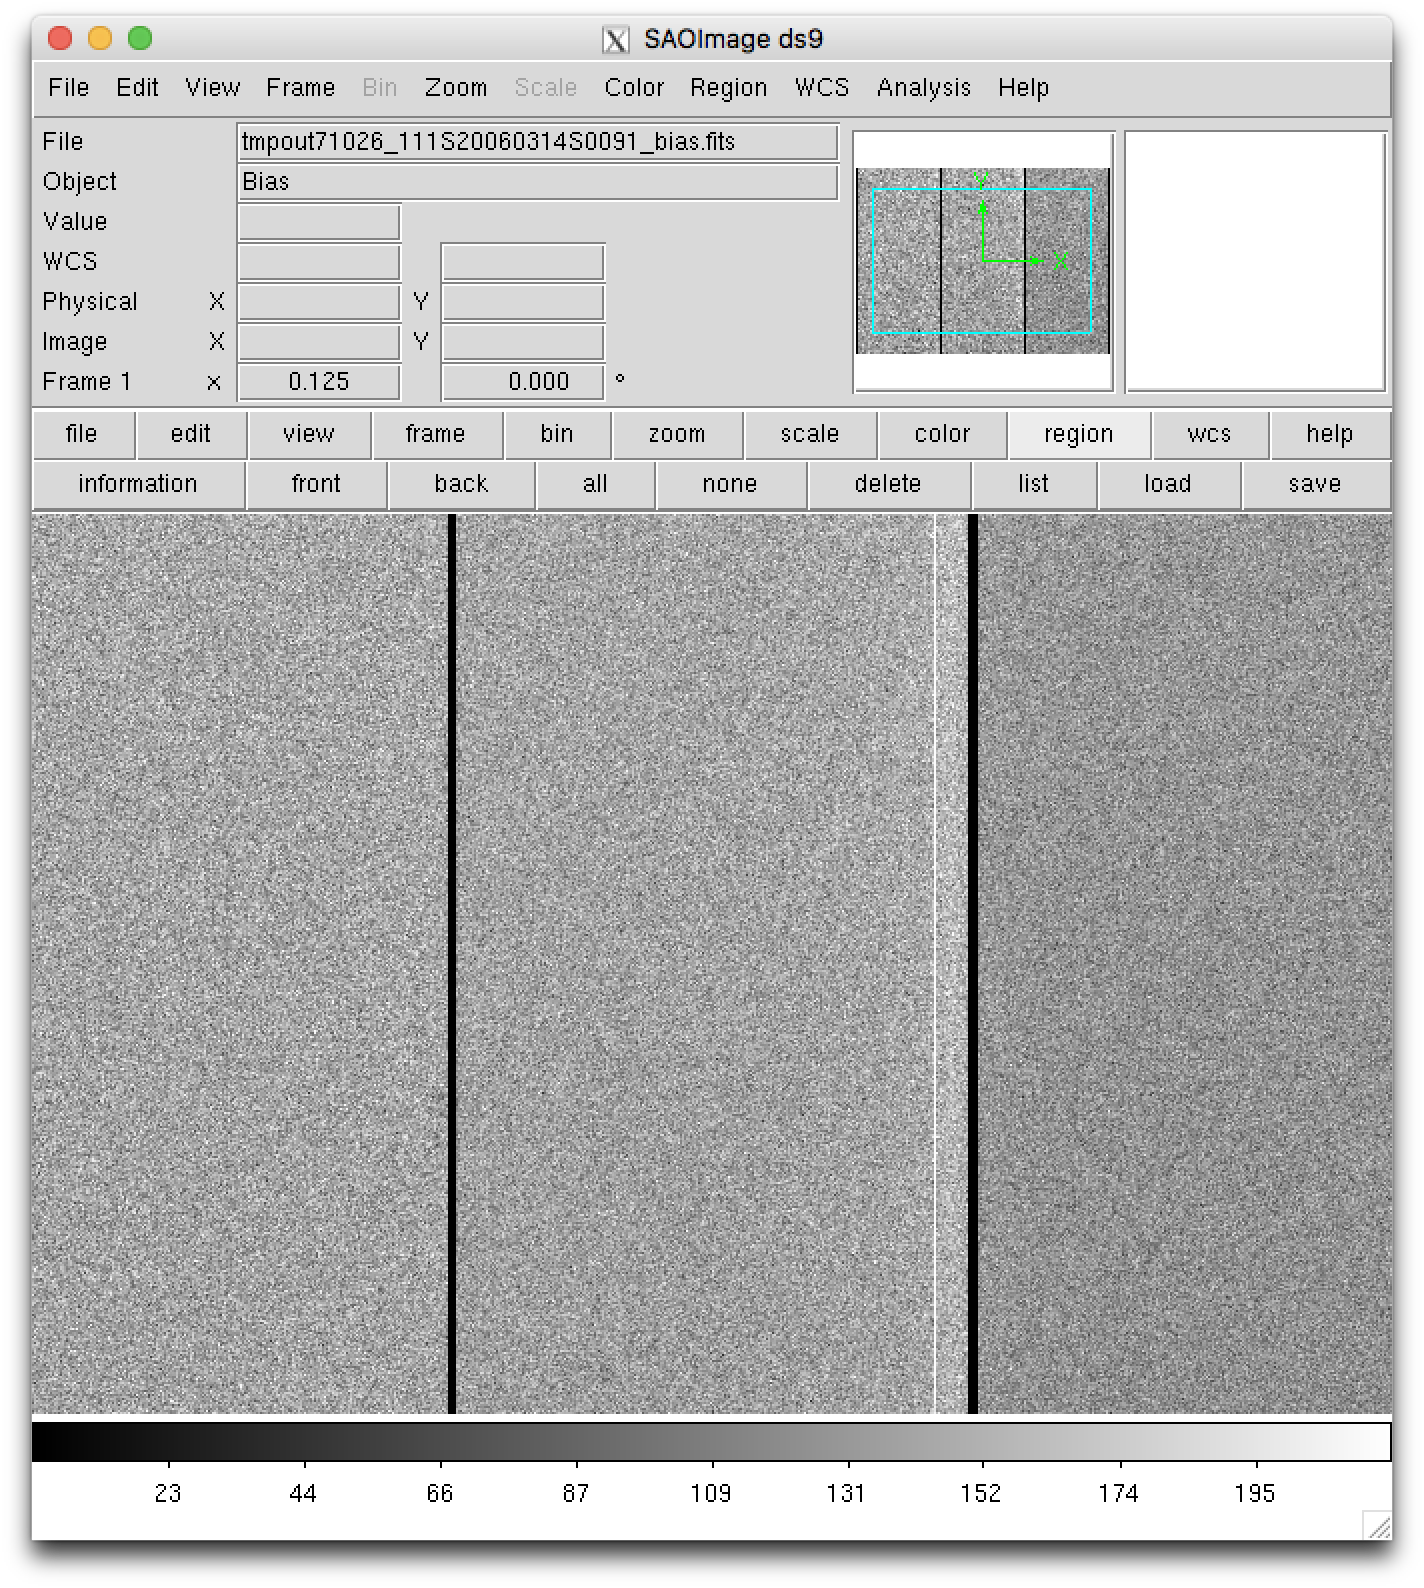 SAOImage ds9
File Edit View Frame Bin Zoom Scale Color Region WCS Analysis Help
File tmpout71026_111S20060314S0091_bias.fits
Object Bias
Value
WCS
Physical X Y
Image X Y
Frame 1 x 0.125 0.000 °
Y
X
file edit view frame bin zoom scale color region wcs help
information front back all none delete list load save
23 44 66 87 109 131 152 174 195